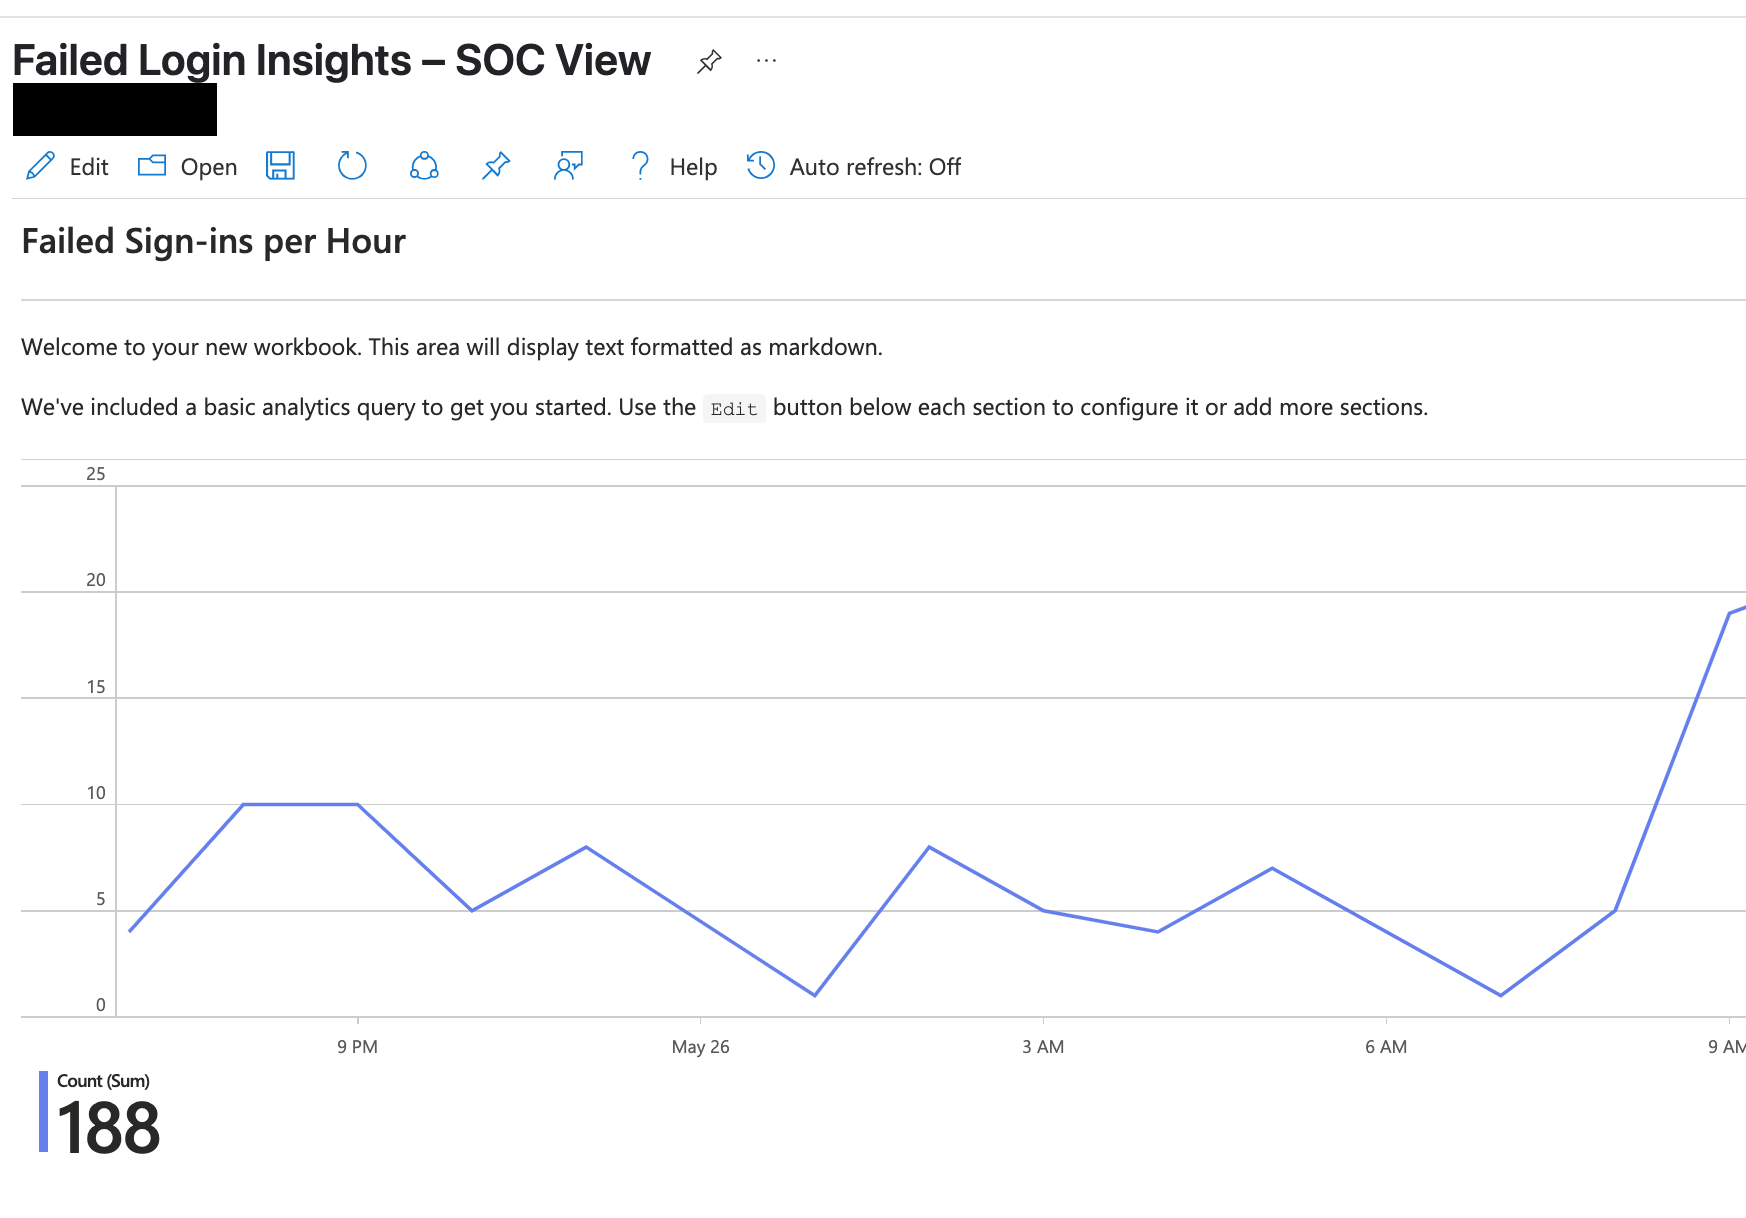 Failed Login Insights – SOC View
Edit Open Help Auto refresh: Off
Failed Sign-ins per Hour
Welcome to your new workbook. This area will display text formatted as markdown.
We've included a basic analytics query to get you started. Use the Edit button below each section to configure it or add more sections.
25
20
15
10
5
0
9 PM May 26 3 AM 6 AM 9 AM
Count (Sum)
188